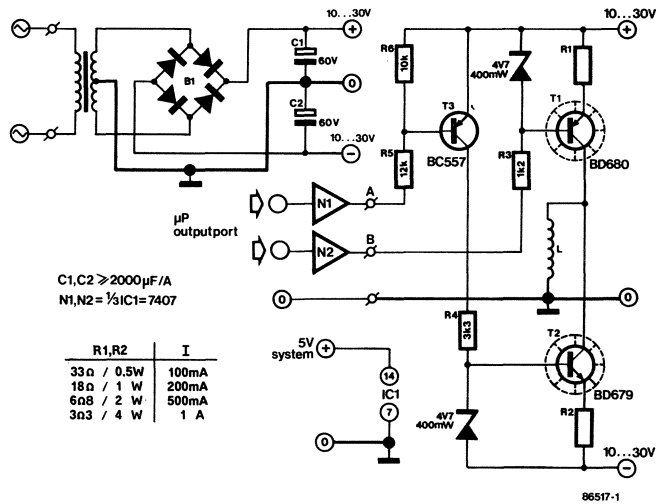 10...30V
+
C1
60V
B1
0
C2
60V
10...30V
−
10...30V
+
R6
10k
4V7
400mW
R1
T3
T1
BC557
BD680
R5
12k
R3
1k2
A
N1
B
N2
µP
outputport
L
C1,C2 ⩾2000µF/A
N1,N2= ⅓IC1=7407
0
0
R4
3k3
R1,R2 I
33Ω / 0.5W 100mA
18Ω / 1 W 200mA
6Ω8 / 2 W 500mA
3Ω3 / 4 W 1 A
5V
system
+
14
IC1
7
0
T2
BD679
4V7
400mW
R2
10...30V
−
86517-1